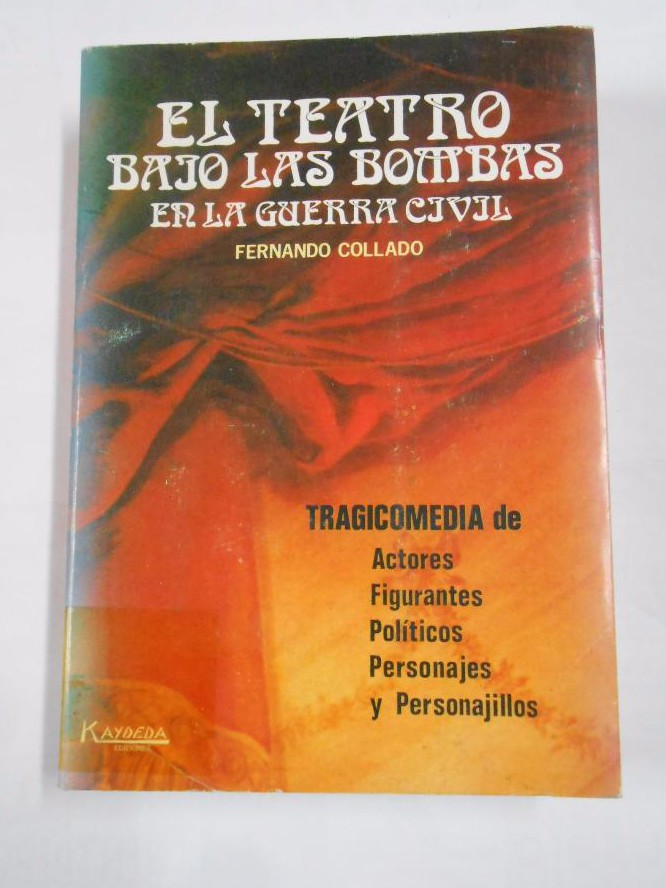 EL TEATRO
BAJO LAS BOMBAS
EN LA GUERRA CIVIL
FERNANDO COLLADO
TRAGICOMEDIA de
Actores
Figurantes
Políticos
Personajes
y Personajillos
KAYDEDA
EDICIONES